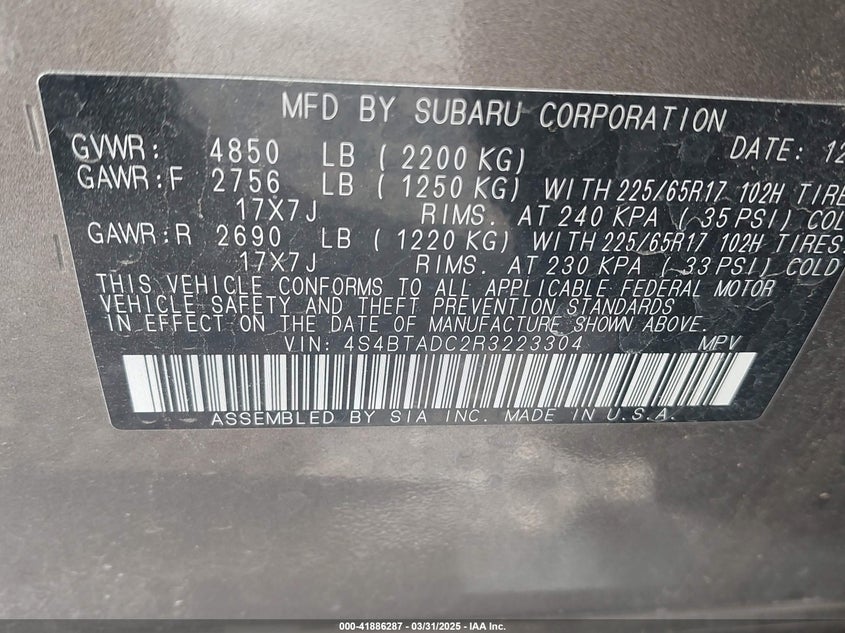 MFD BY SUBARU CORPORATION
GVWR: 4850 LB (2200 KG) DATE: 12
GAWR:F 2756 LB (1250 KG) WITH 225/65R17 102H TIRE
17X7J RIMS. AT 240 KPA (35 PSI) COL
GAWR:R 2690 LB (1220 KG) WITH 225/65R17 102H TIRES
17X7J RIMS. AT 230 KPA (33 PSI) COLD
THIS VEHICLE CONFORMS TO ALL APPLICABLE FEDERAL MOTOR
VEHICLE SAFETY AND THEFT PREVENTION STANDARDS
IN EFFECT ON THE DATE OF MANUFACTURE SHOWN ABOVE.
VIN: 4S4BTADC2R3223304 MPV
ASSEMBLED BY SIA INC. MADE IN U.S.A.
000-41886287 - 03/31/2025 - IAA Inc.